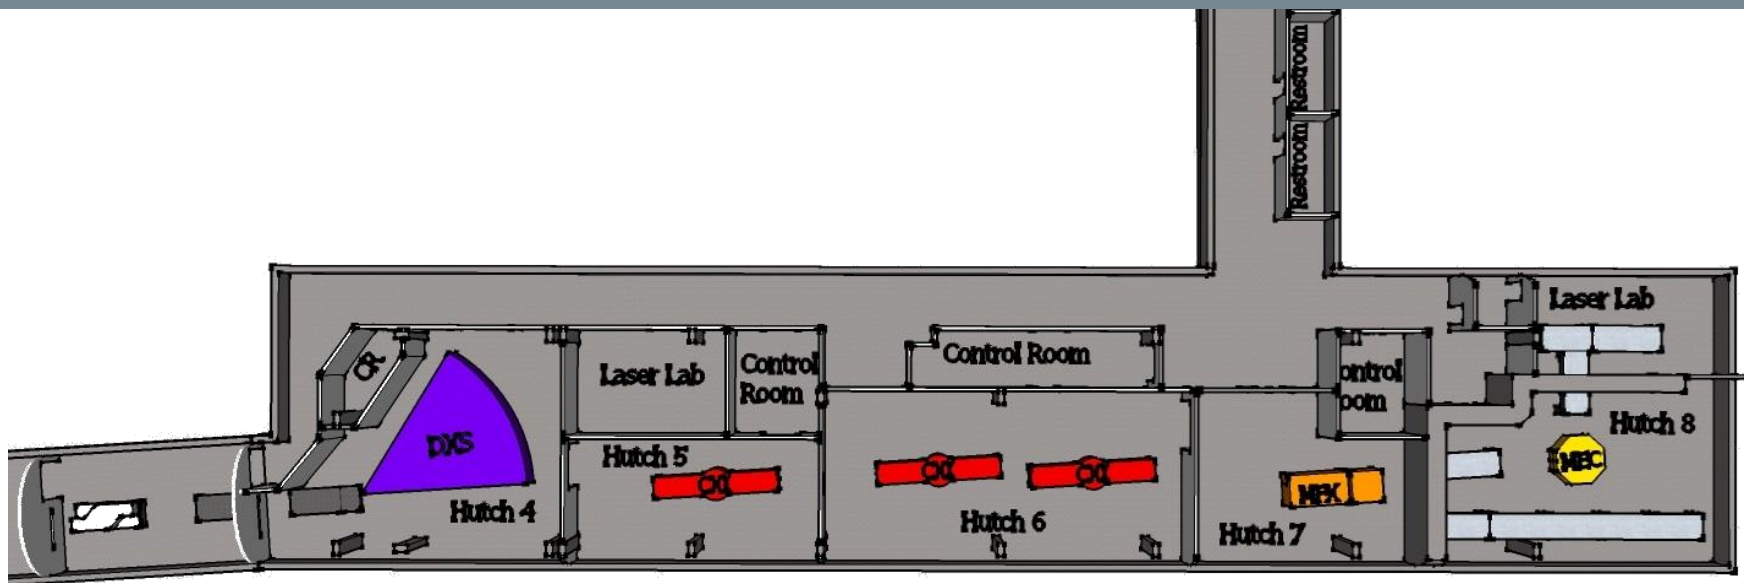 Restroom
Restroom
Laser Lab
CR
Laser Lab
Control
Room
Control Room
ontrol
oom
DXS
Hutch 4
Hutch 5
Hutch 6
Hutch 7
MFX
Hutch 8
MEC